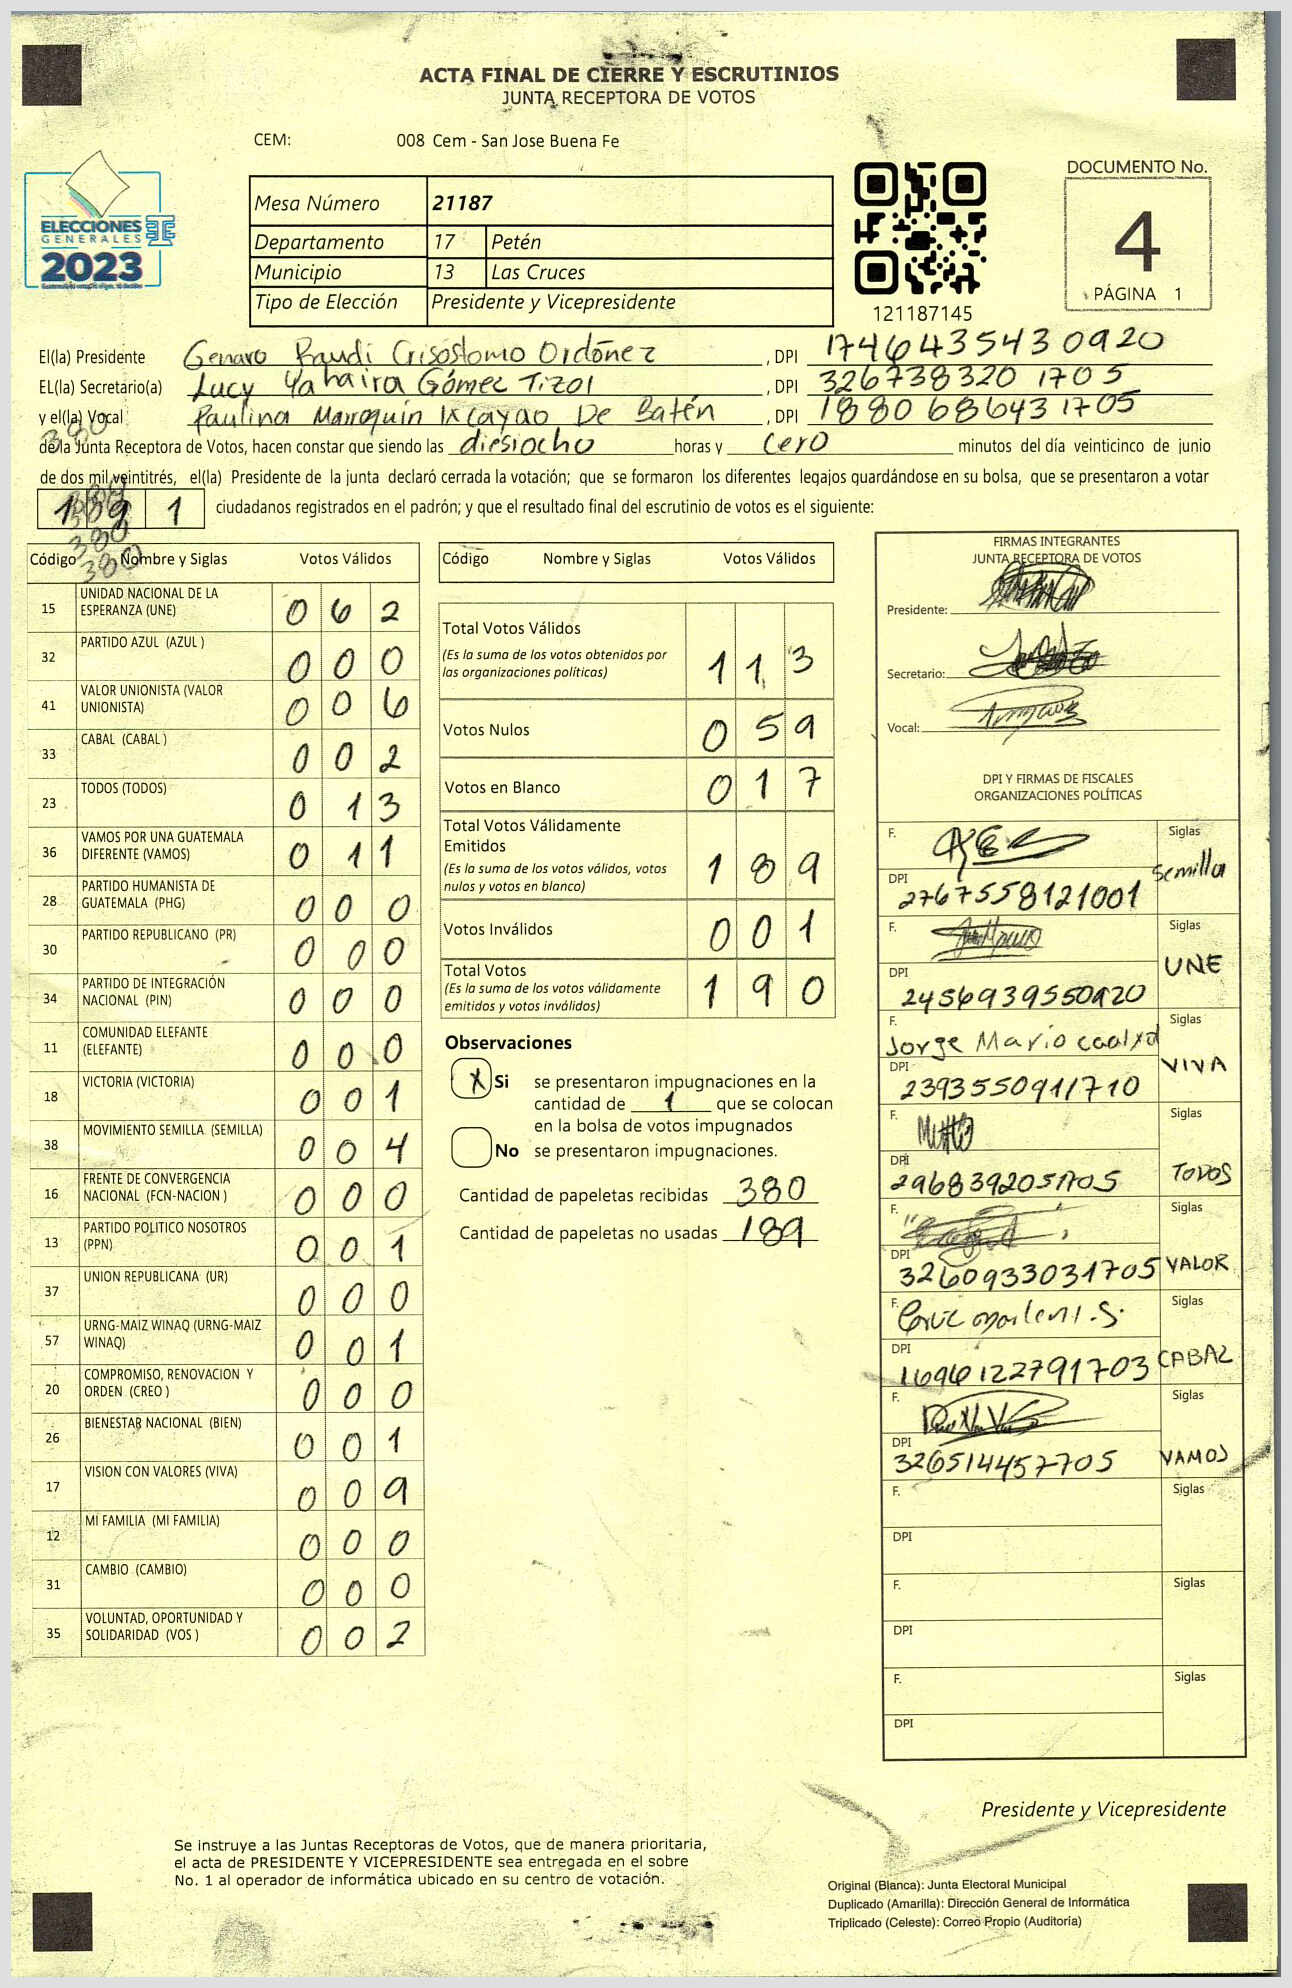 ACTA FINAL DE CIERRE Y ESCRUTINIOS
JUNTA RECEPTORA DE VOTOS
CEM: 008 Cem - San Jose Buena Fe
ELECCIONES
GENERALES
2023
Mesa Número 21187
Departamento 17 Petén
Municipio 13 Las Cruces
Tipo de Elección Presidente y Vicepresidente
121187145
DOCUMENTO No.
4
PÁGINA 1
El(la) Presidente Genaro Raudi Crisóstomo Ordóñez , DPI 1746435430920
EL(la) Secretario(a) Lucy Yahaira Gómez Tizol , DPI 326738320 1705
y el(la) Vocal Paulina Marroquin Ixcayao De Batén , DPI 1880686431705
380
de la Junta Receptora de Votos, hacen constar que siendo las diesiocho horas y cero minutos del día veinticinco de junio
de dos mil veintitrés, el(la) Presidente de la junta declaró cerrada la votación; que se formaron los diferentes legajos guardándose en su bolsa, que se presentaron a votar
1 9 1 ciudadanos registrados en el padrón; y que el resultado final del escrutinio de votos es el siguiente:
380
380
Código Nombre y Siglas Votos Válidos
15 UNIDAD NACIONAL DE LA ESPERANZA (UNE) 0 6 2
32 PARTIDO AZUL (AZUL ) 0 0 0
41 VALOR UNIONISTA (VALOR UNIONISTA) 0 0 6
33 CABAL (CABAL ) 0 0 2
23 TODOS (TODOS) 0 1 3
36 VAMOS POR UNA GUATEMALA DIFERENTE (VAMOS) 0 1 1
28 PARTIDO HUMANISTA DE GUATEMALA (PHG) 0 0 0
30 PARTIDO REPUBLICANO (PR) 0 0 0
34 PARTIDO DE INTEGRACIÓN NACIONAL (PIN) 0 0 0
11 COMUNIDAD ELEFANTE (ELEFANTE) 0 0 0
18 VICTORIA (VICTORIA) 0 0 1
38 MOVIMIENTO SEMILLA (SEMILLA) 0 0 4
16 FRENTE DE CONVERGENCIA NACIONAL (FCN-NACION ) 0 0 0
13 PARTIDO POLITICO NOSOTROS (PPN) 0 0 1
37 UNION REPUBLICANA (UR) 0 0 0
57 URNG-MAIZ WINAQ (URNG-MAIZ WINAQ) 0 0 1
20 COMPROMISO, RENOVACION Y ORDEN (CREO ) 0 0 0
26 BIENESTAR NACIONAL (BIEN) 0 0 1
17 VISION CON VALORES (VIVA) 0 0 9
12 MI FAMILIA (MI FAMILIA) 0 0 0
31 CAMBIO (CAMBIO) 0 0 0
35 VOLUNTAD, OPORTUNIDAD Y SOLIDARIDAD (VOS ) 0 0 2
Código Nombre y Siglas Votos Válidos
Total Votos Válidos 1 1 3
(Es la suma de los votos obtenidos por
las organizaciones políticas)
Votos Nulos 0 5 9
Votos en Blanco 0 1 7
Total Votos Válidamente
Emitidos 1 8 9
(Es la suma de los votos válidos, votos
nulos y votos en blanco)
Votos Inválidos 0 0 1
Total Votos 1 9 0
(Es la suma de los votos válidamente
emitidos y votos inválidos)
Observaciones
X Si se presentaron impugnaciones en la
cantidad de 1 que se colocan
en la bolsa de votos impugnados
No se presentaron impugnaciones.
Cantidad de papeletas recibidas 380
Cantidad de papeletas no usadas 189
FIRMAS INTEGRANTES
JUNTA RECEPTORA DE VOTOS
Presidente:
Secretario:
Vocal:
DPI Y FIRMAS DE FISCALES
ORGANIZACIONES POLÍTICAS
F. Siglas
DPI 2767558121001 Semilla
F. Siglas
DPI 2456939550920 UNE
F. Jorge Mario Siglas
DPI 2393550911710 VIVA
F. Siglas
DPI 2968392051705 TODOS
F. Siglas
DPI 3260933031705 VALOR
F. Siglas
DPI 1696122791703 CABAL
F. Siglas
DPI 326514457705 VAMOS
F. Siglas
DPI
F. Siglas
DPI
F. Siglas
DPI
Presidente y Vicepresidente
Se instruye a las Juntas Receptoras de Votos, que de manera prioritaria,
el acta de PRESIDENTE Y VICEPRESIDENTE sea entregada en el sobre
No. 1 al operador de informática ubicado en su centro de votación.
Original (Blanca): Junta Electoral Municipal
Duplicado (Amarilla): Dirección General de Informática
Triplicado (Celeste): Correo Propio (Auditoría)